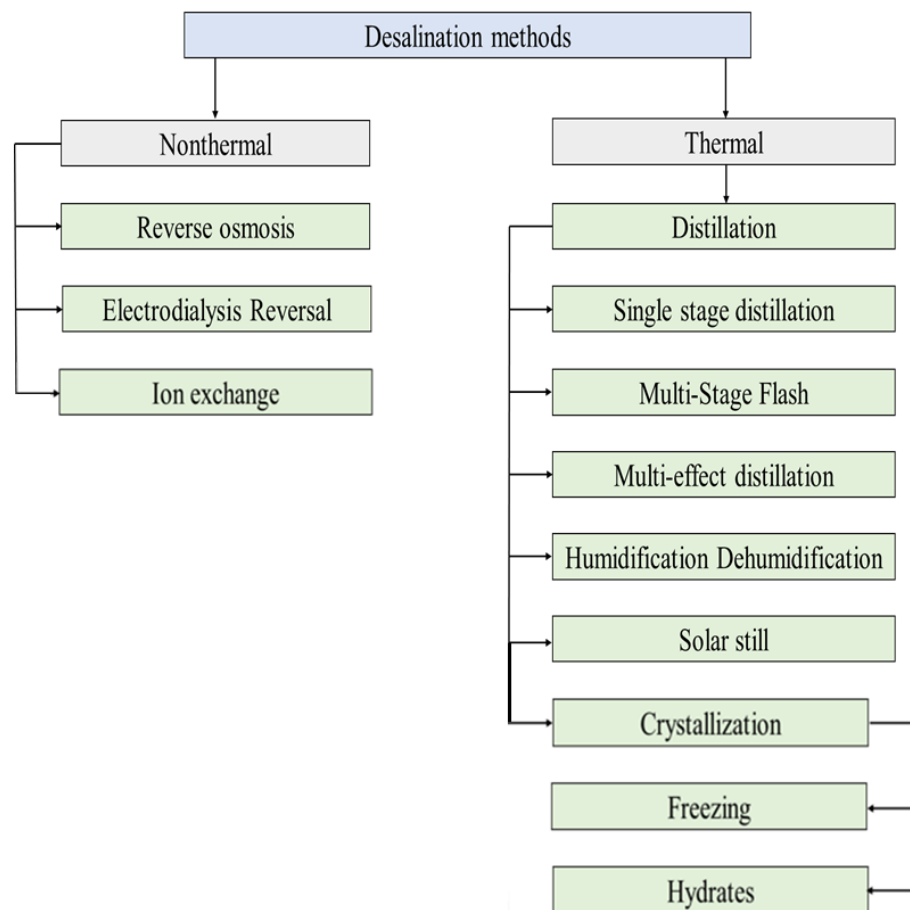 Desalination methods
Nonthermal
Reverse osmosis
Electrodialysis Reversal
Ion exchange
Thermal
Distillation
Single stage distillation
Multi-Stage Flash
Multi-effect distillation
Humidification Dehumidification
Solar still
Crystallization
Freezing
Hydrates